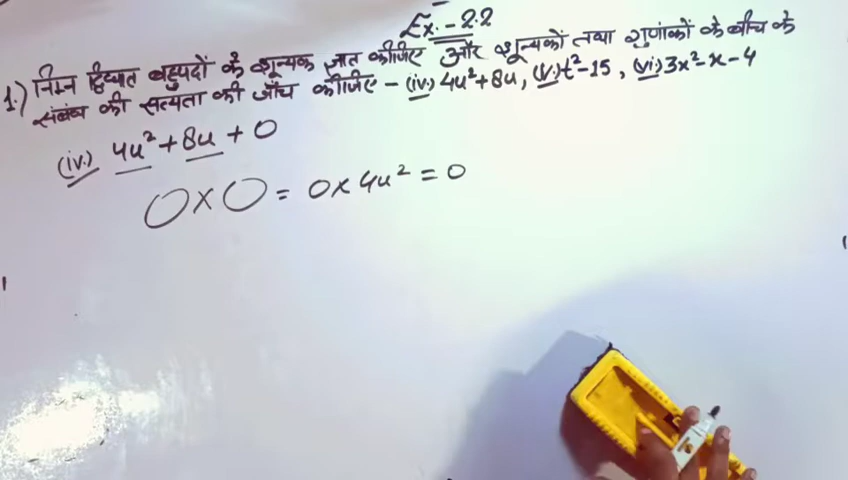 Ex. - 2.2
1.) निम्न द्विघात बहुपदों के शून्यक ज्ञात कीजिए और शून्यकों तथा गुणांकों के बीच के
संबंध की सत्यता की जाँच कीजिए - (iv.) 4u²+8u, (v.) t²-15, (vi.) 3x²-x-4
(iv.) 4u²+8u+0
0×0 = 0×4u² = 0